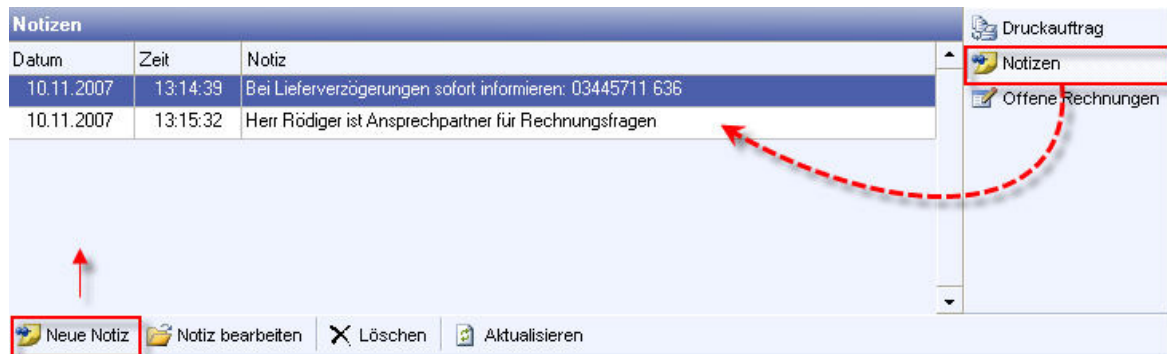 Notizen
Datum Zeit Notiz
10.11.2007 13:14:39 Bei Lieferverzögerungen sofort informieren: 03445711 636
10.11.2007 13:15:32 Herr Rödiger ist Ansprechpartner für Rechnungsfragen
Druckauftrag
Notizen
Offene Rechnungen
Neue Notiz Notiz bearbeiten Löschen Aktualisieren